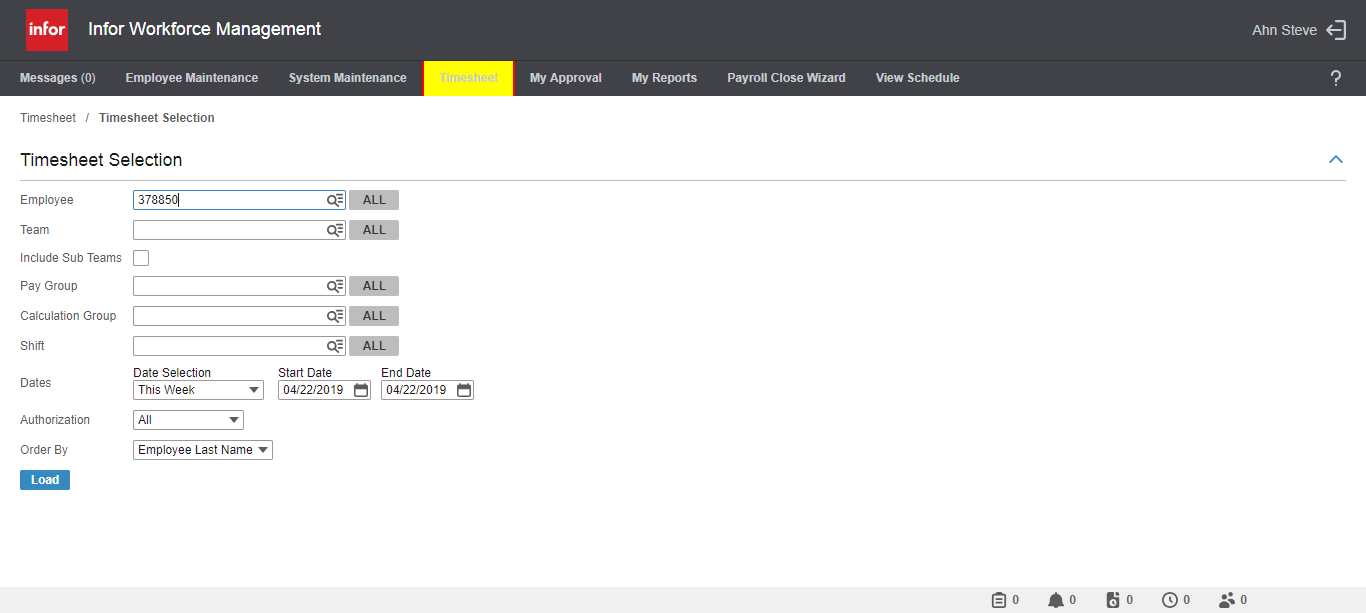 infor Infor Workforce Management Ahn Steve
Messages (0) Employee Maintenance System Maintenance Timesheet My Approval My Reports Payroll Close Wizard View Schedule ?
Timesheet / Timesheet Selection
Timesheet Selection
Employee 378850 ALL
Team ALL
Include Sub Teams
Pay Group ALL
Calculation Group ALL
Shift ALL
Date Selection Start Date End Date
Dates This Week 04/22/2019 04/22/2019
Authorization All
Order By Employee Last Name
Load
0 0 0 0 0